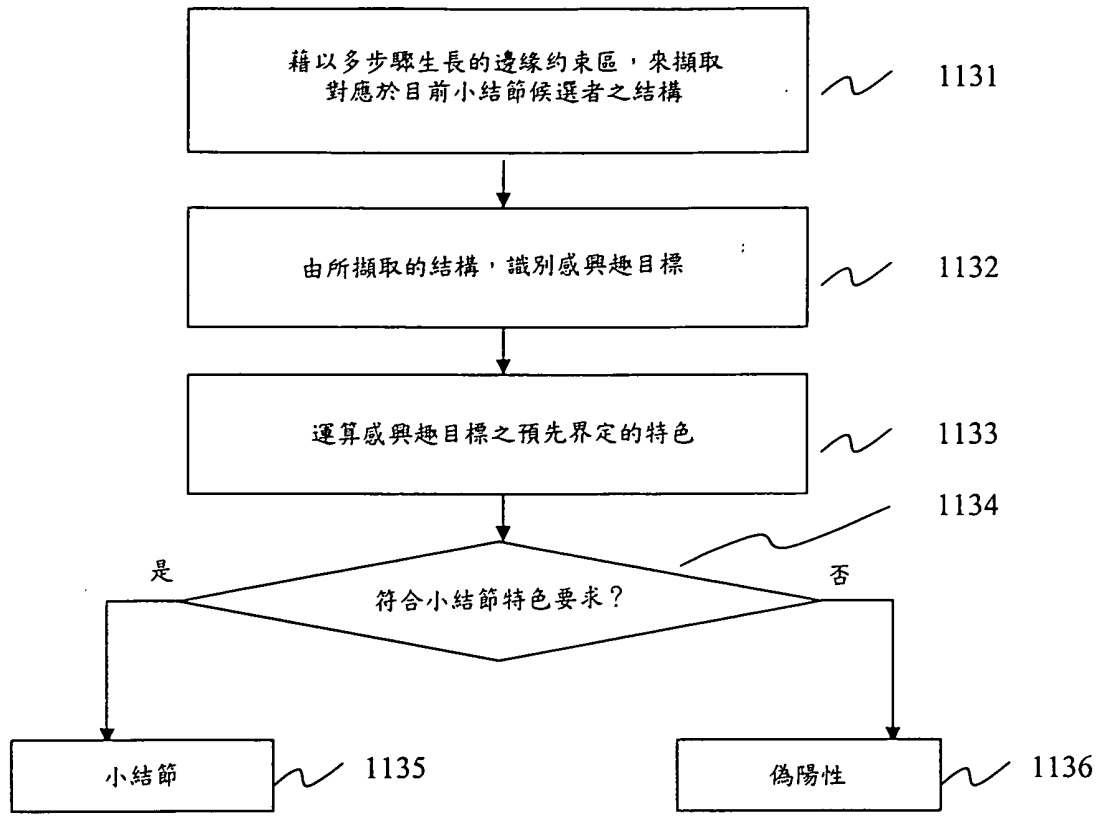 藉以多步驟生長的邊緣約束區，來擷取
對應於目前小結節候選者之結構
1131
由所擷取的結構，識別感興趣目標
1132
運算感興趣目標之預先界定的特色
1133
1134
是
否
符合小結節特色要求？
小結節
1135
偽陽性
1136